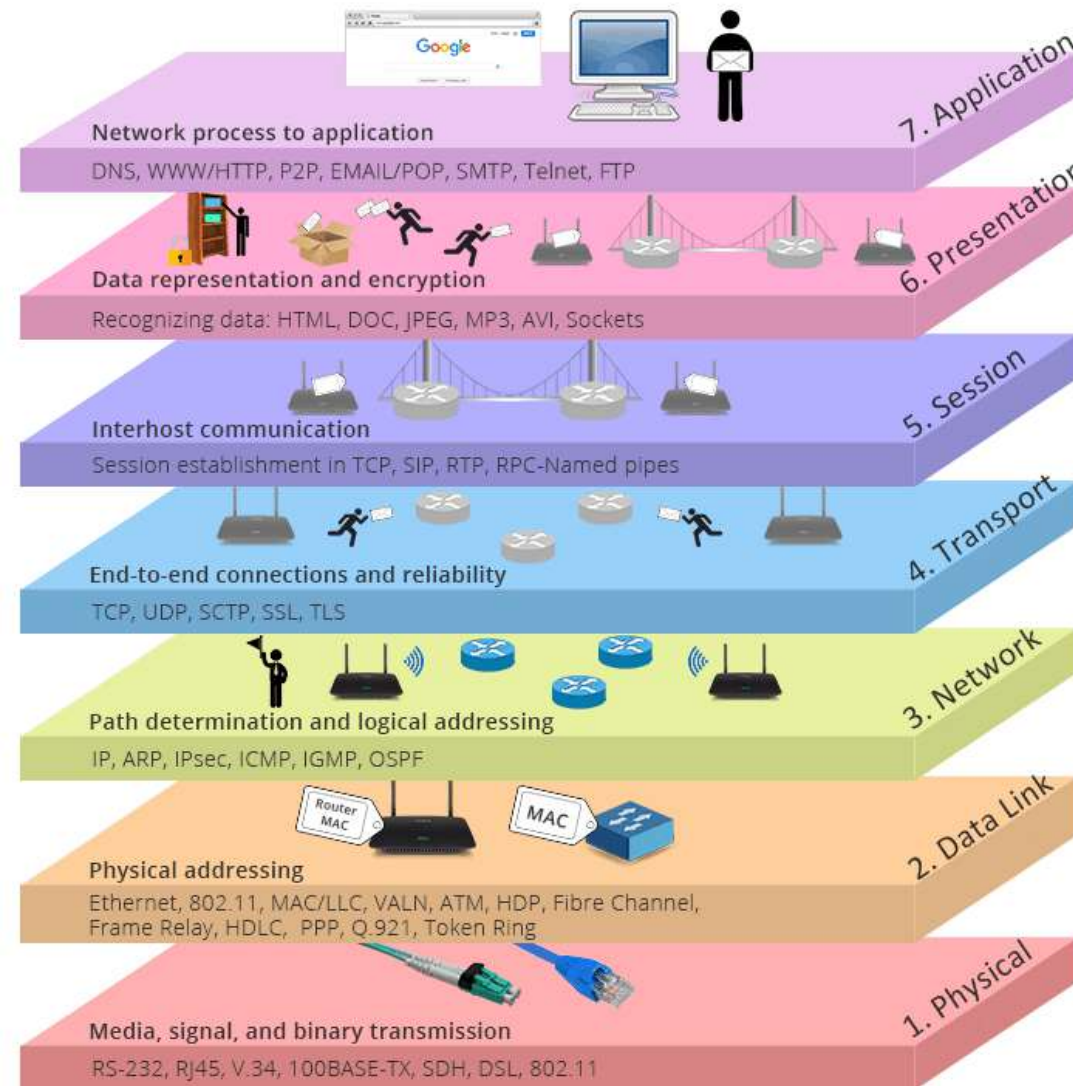 Google
7. Application
Network process to application
DNS, WWW/HTTP, P2P, EMAIL/POP, SMTP, Telnet, FTP
6. Presentation
Data representation and encryption
Recognizing data: HTML, DOC, JPEG, MP3, AVI, Sockets
5. Session
Interhost communication
Session establishment in TCP, SIP, RTP, RPC-Named pipes
4. Transport
End-to-end connections and reliability
TCP, UDP, SCTP, SSL, TLS
3. Network
Path determination and logical addressing
IP, ARP, IPsec, ICMP, IGMP, OSPF
2. Data Link
Router
MAC
MAC
Physical addressing
Ethernet, 802.11, MAC/LLC, VALN, ATM, HDP, Fibre Channel,
Frame Relay, HDLC, PPP, Q.921, Token Ring
1. Physical
Media, signal, and binary transmission
RS-232, RJ45, V.34, 100BASE-TX, SDH, DSL, 802.11